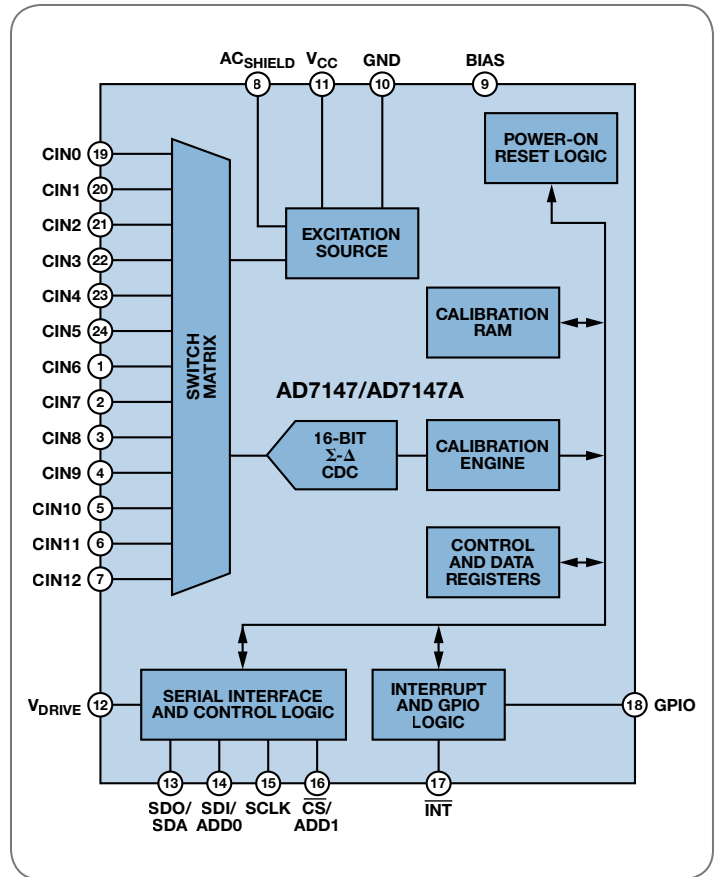 ACSHIELD VCC GND BIAS
8 11 10 9
POWER-ON
RESET LOGIC
CIN0 19
CIN1 20
CIN2 21
CIN3 22
CIN4 23
CIN5 24
CIN6 1
CIN7 2
CIN8 3
CIN9 4
CIN10 5
CIN11 6
CIN12 7
SWITCH
MATRIX
EXCITATION
SOURCE
CALIBRATION
RAM
AD7147/AD7147A
16-BIT
Σ-Δ
CDC
CALIBRATION
ENGINE
CONTROL
AND DATA
REGISTERS
VDRIVE 12
SERIAL INTERFACE
AND CONTROL LOGIC
INTERRUPT
AND GPIO
LOGIC
18 GPIO
13 14 15 16 17
SDO/
SDA
SDI/
ADD0
SCLK
CS/
ADD1
INT